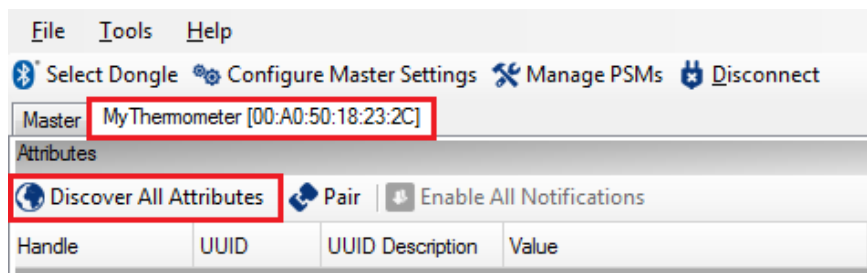 File Tools Help
Select Dongle Configure Master Settings Manage PSMs Disconnect
Master MyThermometer [00:A0:50:18:23:2C]
Attributes
Discover All Attributes Pair Enable All Notifications
Handle UUID UUID Description Value